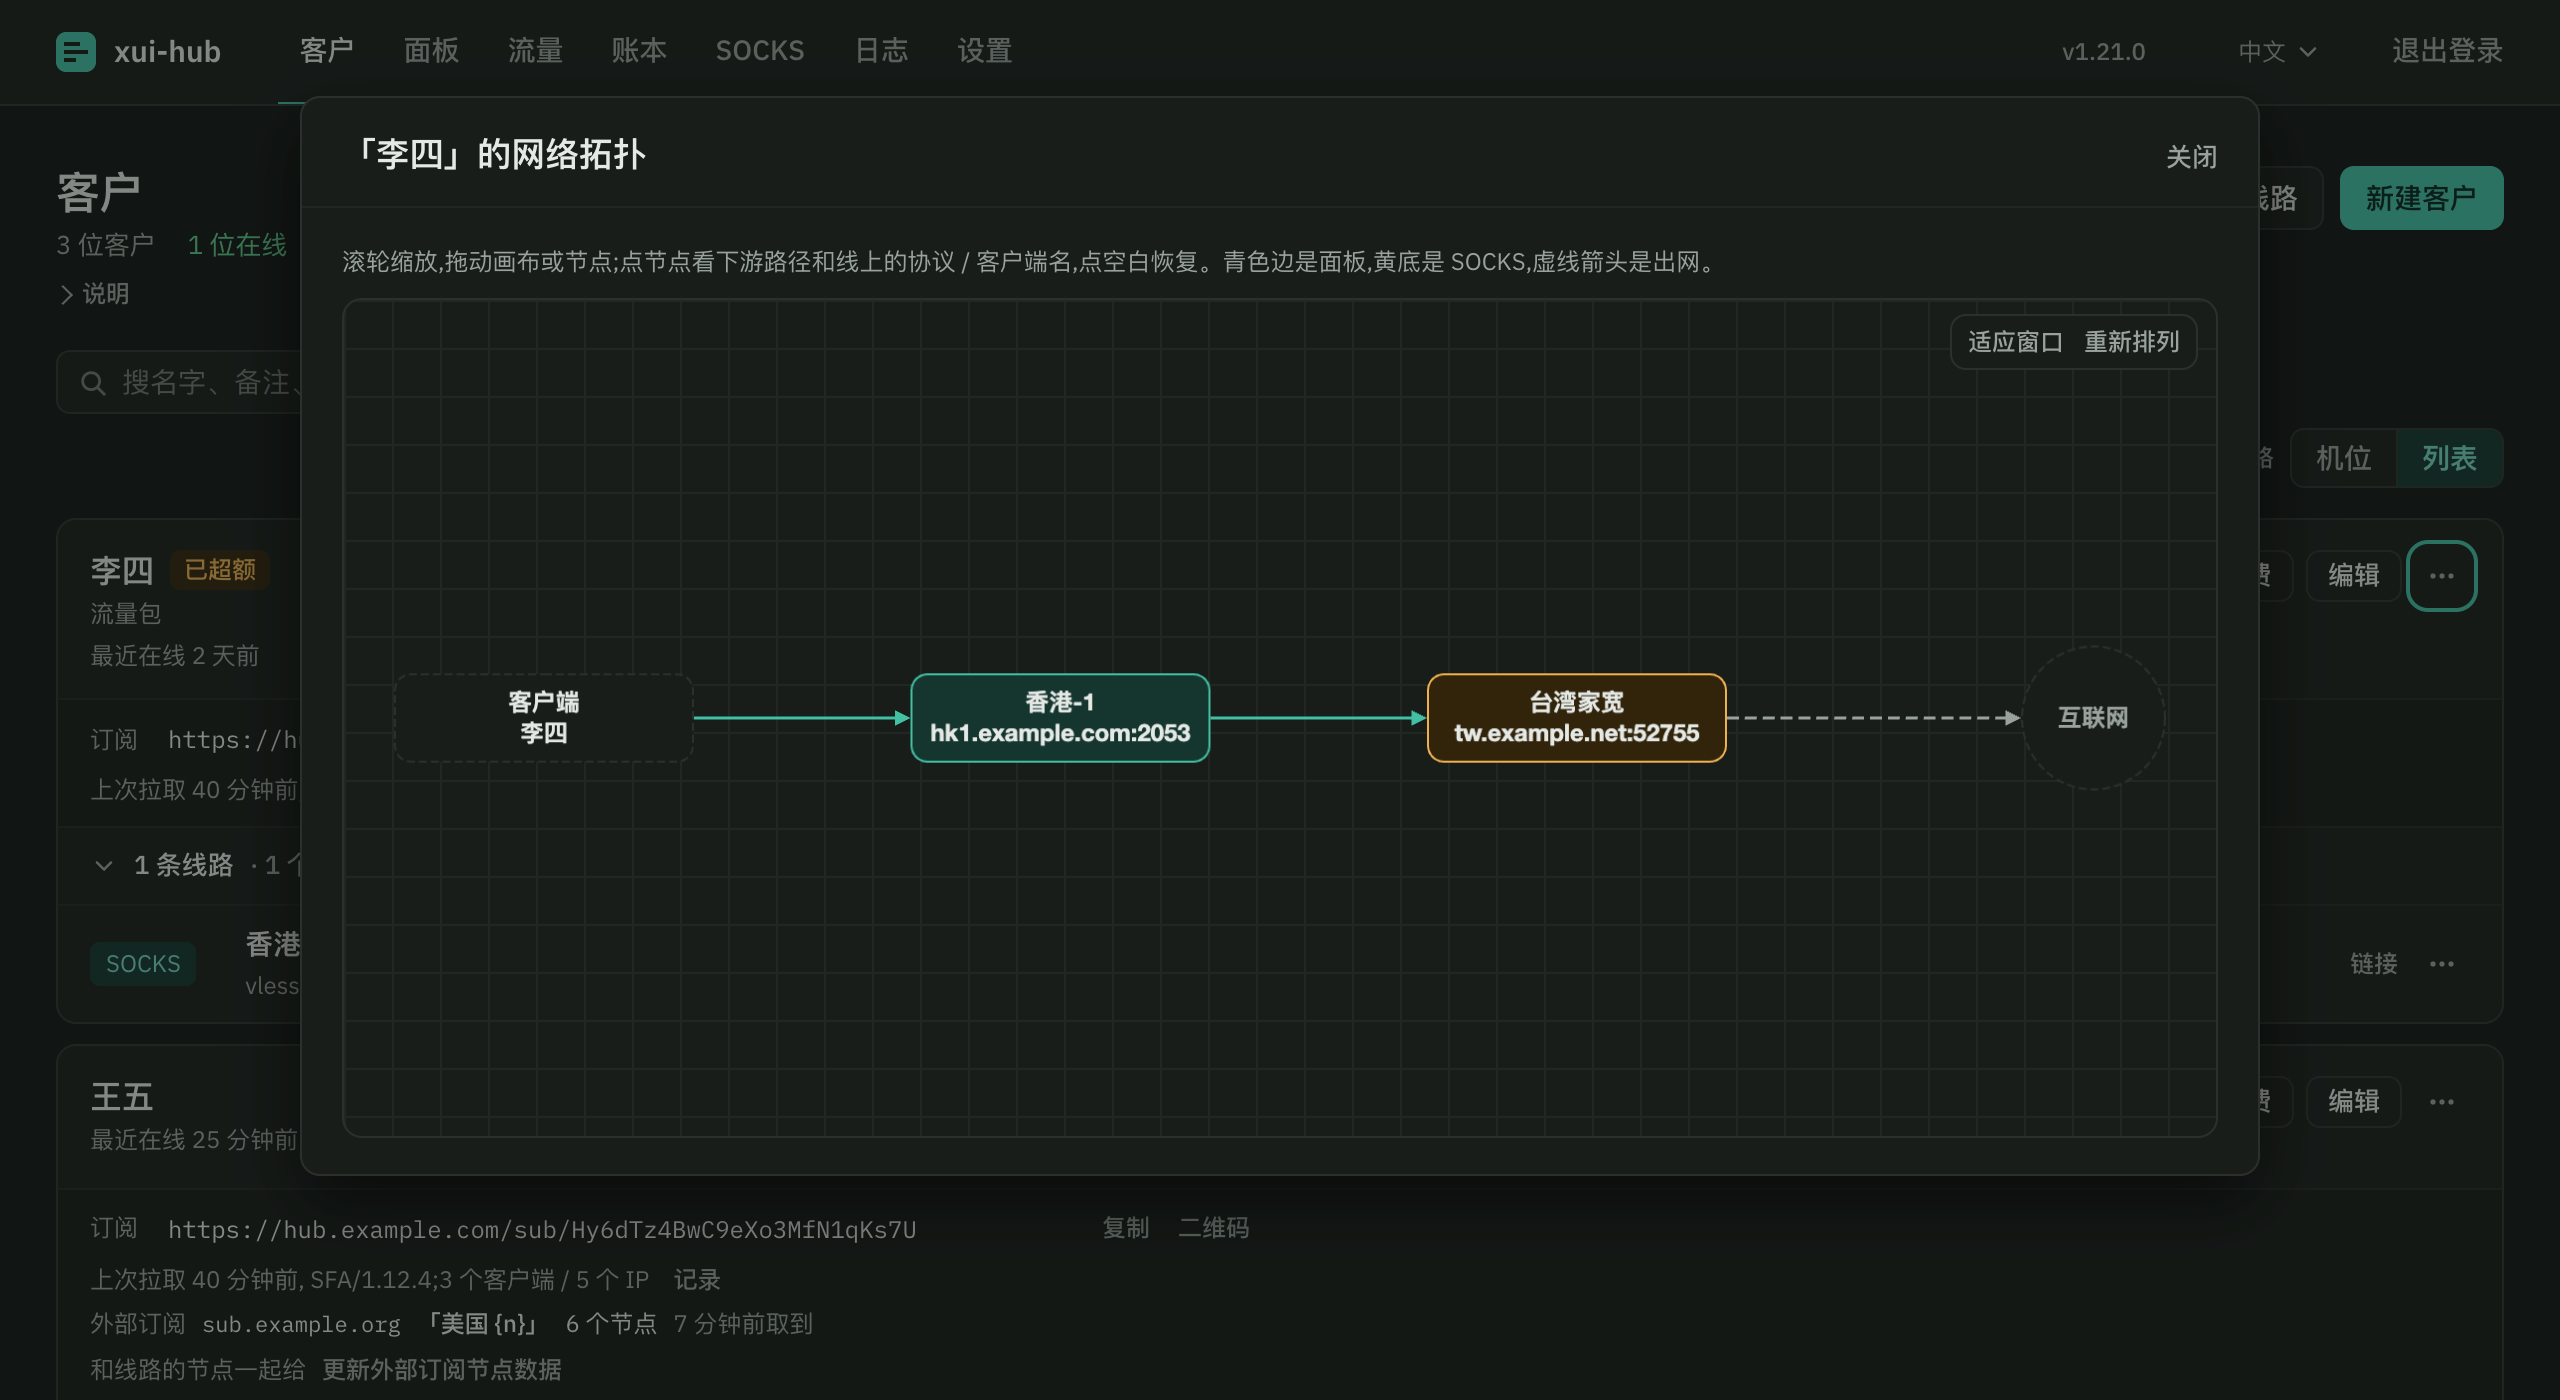 xui-hub 客户 面板 流量 账本 SOCKS 日志 设置 v1.21.0 中文 退出登录
「李四」的网络拓扑 关闭
客户
线路 新建客户
3 位客户 1 位在线
滚轮缩放,拖动画布或节点;点节点看下游路径和线上的协议 / 客户端名,点空白恢复。青色边是面板,黄底是 SOCKS,虚线箭头是出网。
说明
适应窗口 重新排列
搜名字、备注、
机位 列表
李四 已超额
编辑 ···
流量包
最近在线 2 天前
客户端
李四
香港-1
hk1.example.com:2053
台湾家宽
tw.example.net:52755
互联网
订阅 https://h
上次拉取 40 分钟前
1 条线路 · 1
SOCKS 香港
vless
链接 ···
王五
编辑 ···
最近在线 25 分钟前
订阅 https://hub.example.com/sub/Hy6dTz4BwC9eXo3MfN1qKs7U 复制 二维码
上次拉取 40 分钟前, SFA/1.12.4;3 个客户端 / 5 个 IP 记录
外部订阅 sub.example.org 「美国 {n}」 6 个节点 7 分钟前取到
和线路的节点一起给 更新外部订阅节点数据